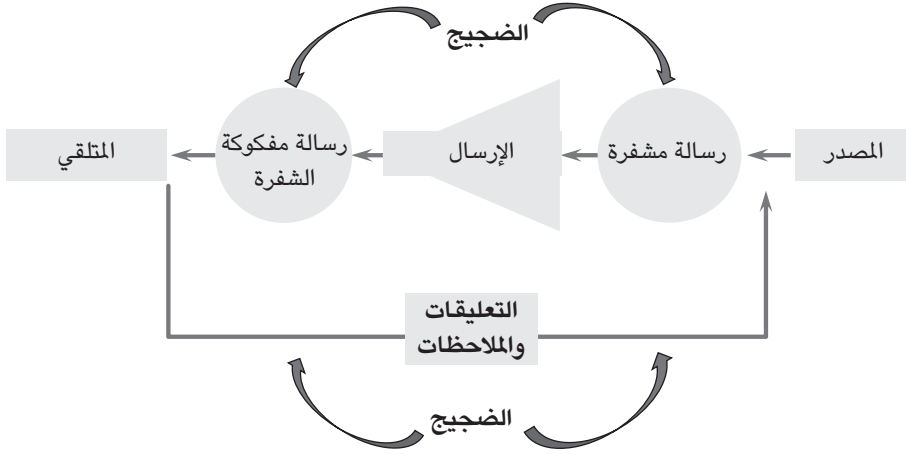 الضجيج
المصدر
رسالة مشفرة
الإرسال
رسالة مفكوكة
الشفرة
المتلقي
التعليقات
والملاحظات
الضجيج